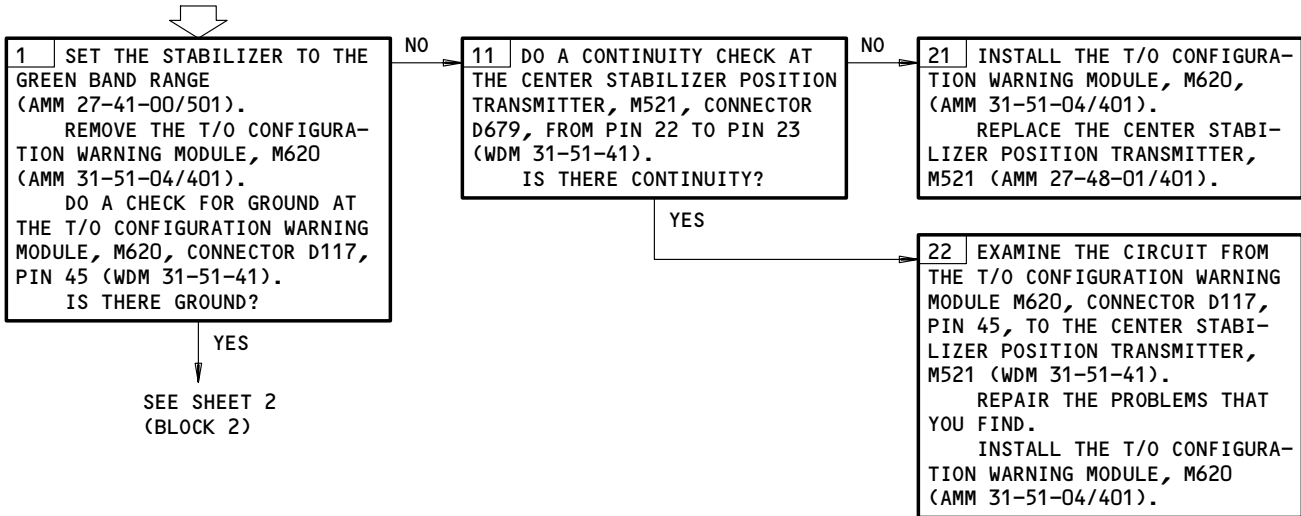 1 SET THE STABILIZER TO THE
GREEN BAND RANGE
(AMM 27-41-00/501).
REMOVE THE T/O CONFIGURA-
TION WARNING MODULE, M620
(AMM 31-51-04/401).
DO A CHECK FOR GROUND AT
THE T/O CONFIGURATION WARNING
MODULE, M620, CONNECTOR D117,
PIN 45 (WDM 31-51-41).
IS THERE GROUND?
YES
SEE SHEET 2
(BLOCK 2)
NO
11 DO A CONTINUITY CHECK AT
THE CENTER STABILIZER POSITION
TRANSMITTER, M521, CONNECTOR
D679, FROM PIN 22 TO PIN 23
(WDM 31-51-41).
IS THERE CONTINUITY?
NO
21 INSTALL THE T/O CONFIGURA-
TION WARNING MODULE, M620,
(AMM 31-51-04/401).
REPLACE THE CENTER STABI-
LIZER POSITION TRANSMITTER,
M521 (AMM 27-48-01/401).
YES
22 EXAMINE THE CIRCUIT FROM
THE T/O CONFIGURATION WARNING
MODULE M620, CONNECTOR D117,
PIN 45, TO THE CENTER STABI-
LIZER POSITION TRANSMITTER,
M521 (WDM 31-51-41).
REPAIR THE PROBLEMS THAT
YOU FIND.
INSTALL THE T/O CONFIGURA-
TION WARNING MODULE, M620
(AMM 31-51-04/401).